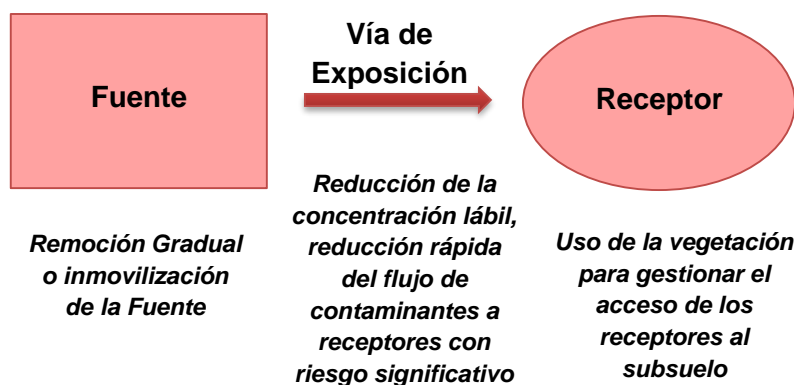 Fuente
Vía de
Exposición
Receptor
Remoción Gradual
o inmovilización
de la Fuente
Reducción de la
concentración lábil,
reducción rápida
del flujo de
contaminantes a
receptores con
riesgo significativo
Uso de la vegetación
para gestionar el
acceso de los
receptores al
subsuelo